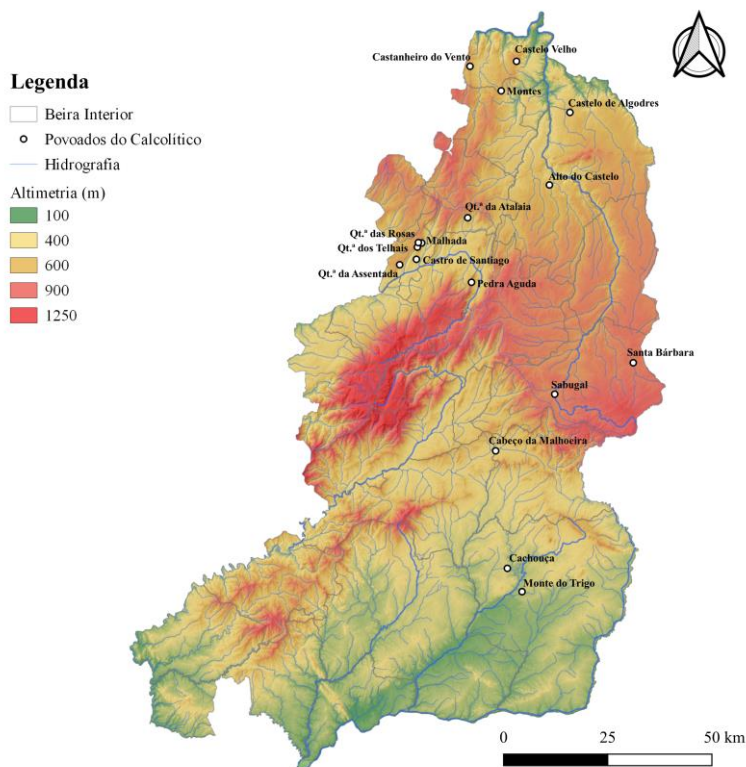 Castelo Velho
Castanheiro do Vento
Montes
Castelo de Algodres
Alto do Castelo
Qt.ª da Atalaia
Qt.ª das Rosas
Malhada
Qt.ª dos Telhais
Castro de Santiago
Qt.ª da Assentada
Pedra Aguda
Santa Bárbara
Sabugal
Cabeço da Malhoeira
Cachouça
Monte do Trigo
Legenda
Beira Interior
Povoados do Calcolítico
Hidrografia
Altimetria (m)
100
400
600
900
1250
0 25 50 km